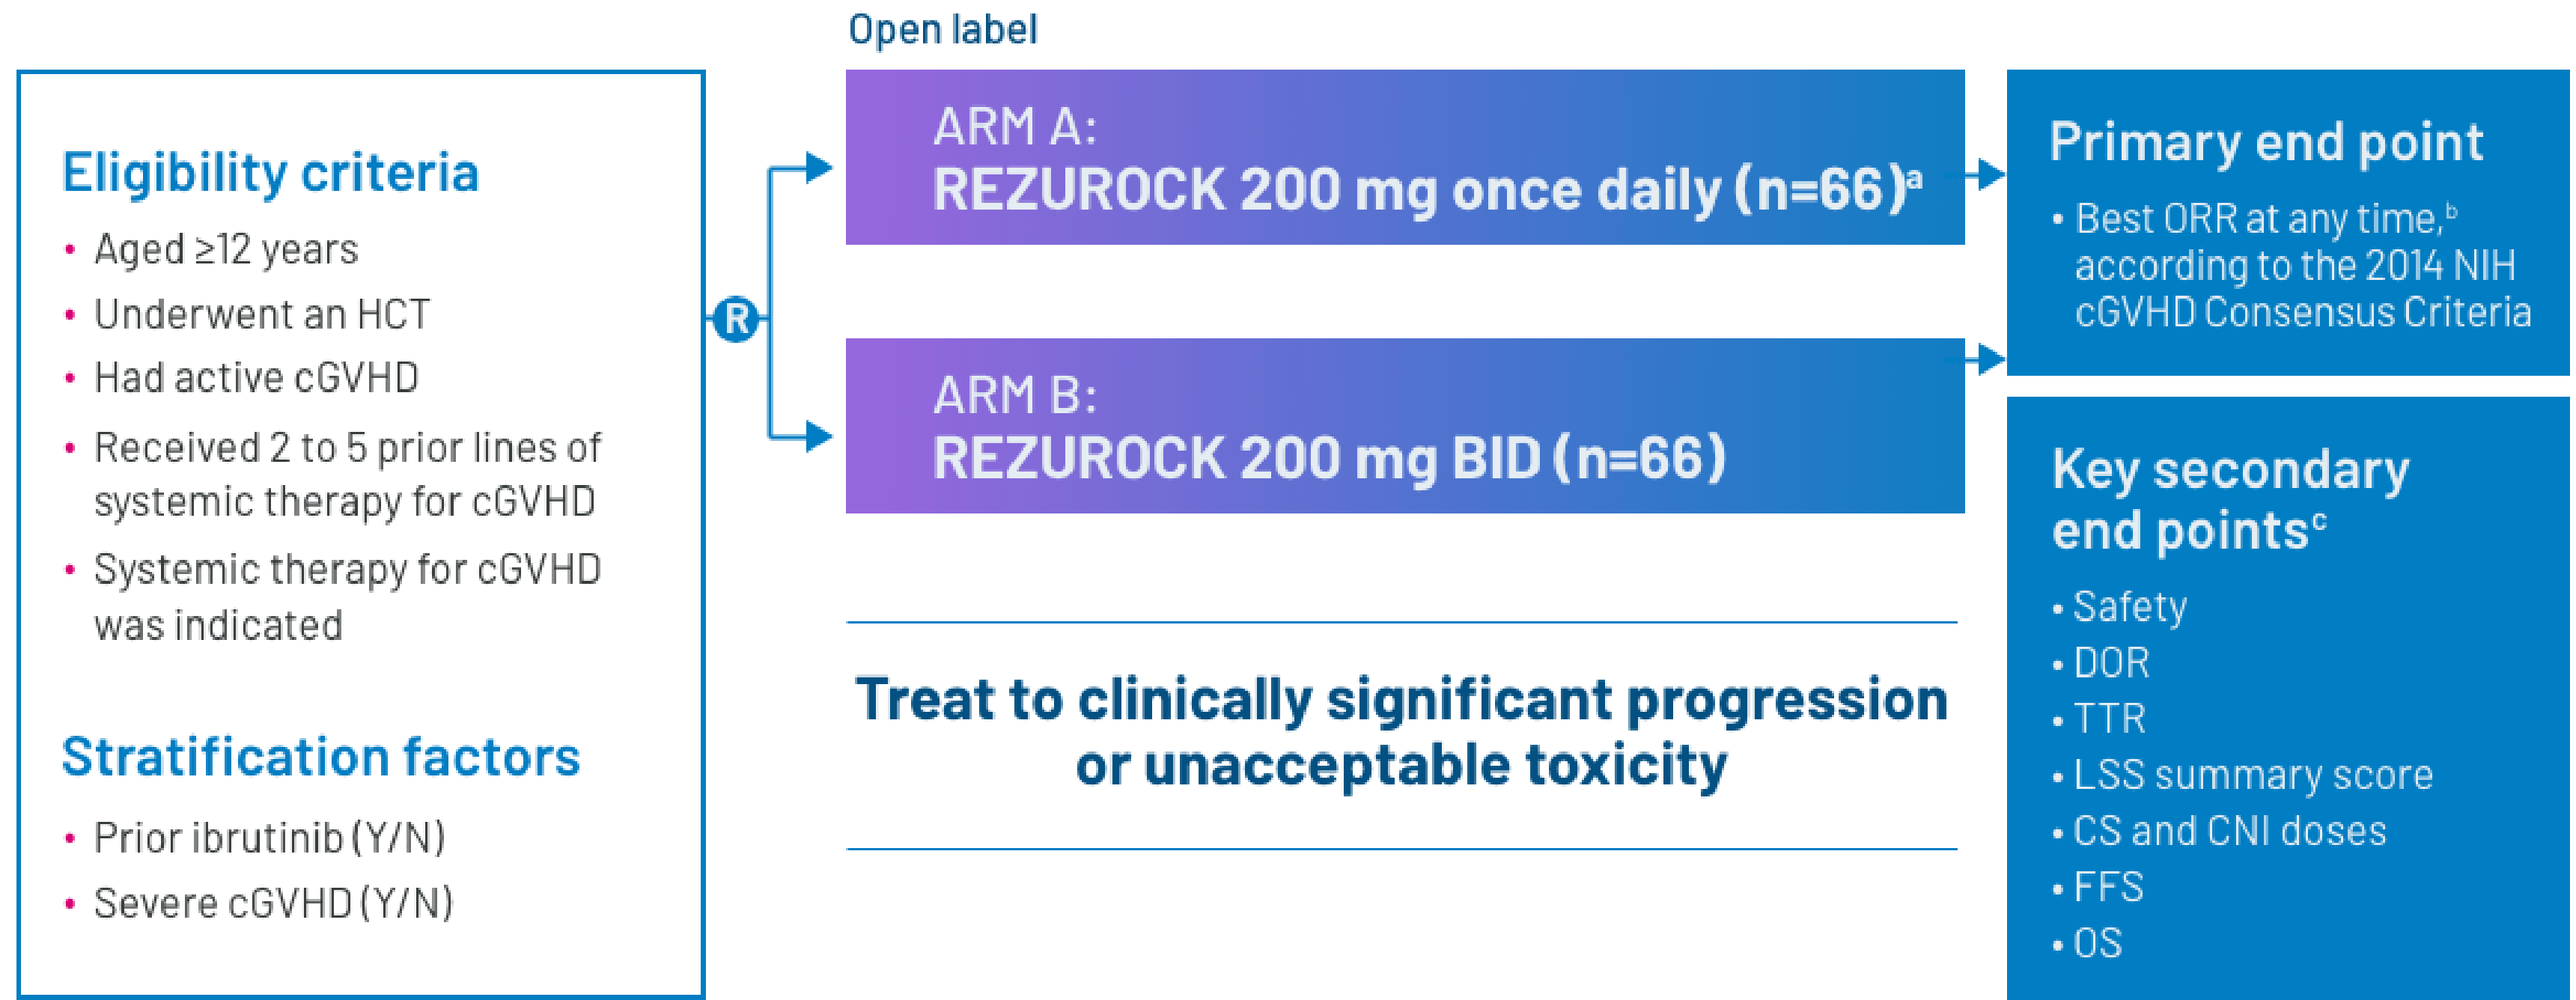 Open label
Eligibility criteria
• Aged ≥12 years
• Underwent an HCT
• Had active cGVHD
• Received 2 to 5 prior lines of
systemic therapy for cGVHD
• Systemic therapy for cGVHD
was indicated
Stratification factors
• Prior ibrutinib (Y/N)
• Severe cGVHD (Y/N)
R
ARM A:
REZUROCK 200 mg once daily (n=66)ᵃ
ARM B:
REZUROCK 200 mg BID (n=66)
Treat to clinically significant progression
or unacceptable toxicity
Primary end point
• Best ORR at any time,ᵇ
according to the 2014 NIH
cGVHD Consensus Criteria
Key secondary
end pointsᶜ
• Safety
• DOR
• TTR
• LSS summary score
• CS and CNI doses
• FFS
• OS